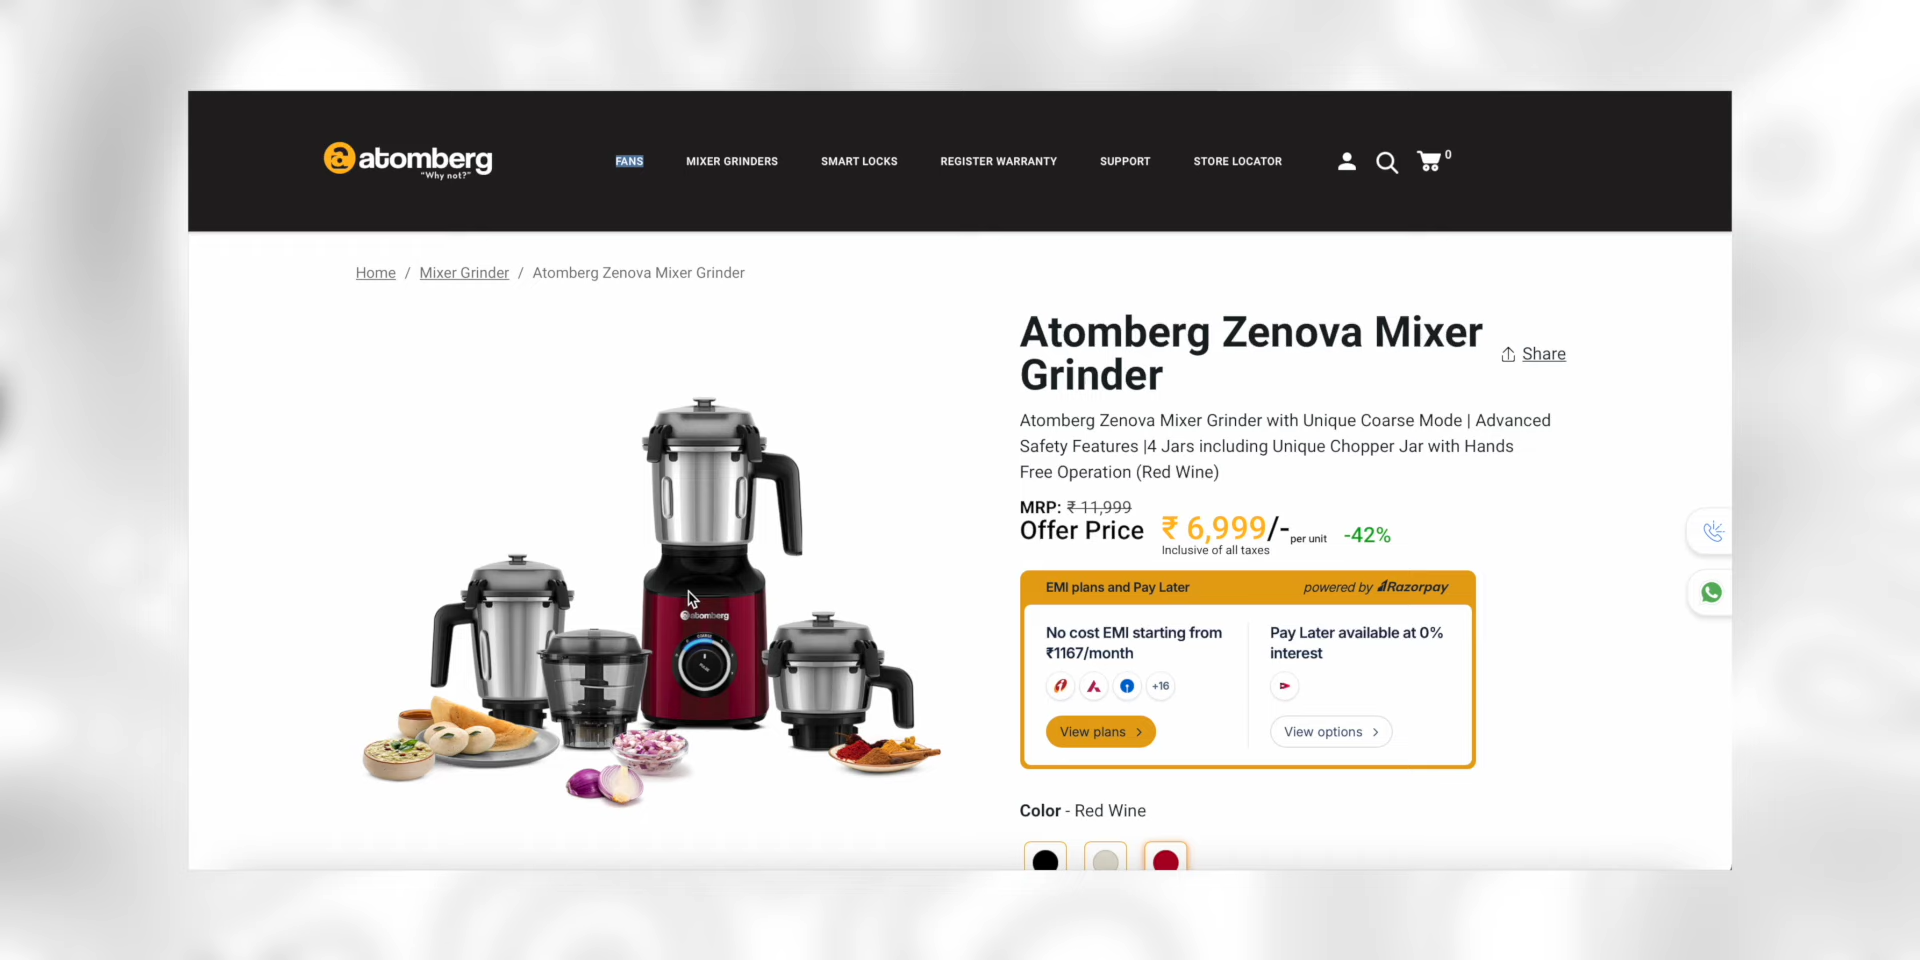 atomberg
"Why not?"
FANS
MIXER GRINDERS
SMART LOCKS
REGISTER WARRANTY
SUPPORT
STORE LOCATOR
0
Home / Mixer Grinder / Atomberg Zenova Mixer Grinder
Atomberg Zenova Mixer
Grinder
Share
Atomberg Zenova Mixer Grinder with Unique Coarse Mode | Advanced
Safety Features |4 Jars including Unique Chopper Jar with Hands
Free Operation (Red Wine)
MRP: ₹ 11,999
Offer Price ₹ 6,999/- per unit -42%
Inclusive of all taxes
EMI plans and Pay Later
powered by Razorpay
No cost EMI starting from
₹1167/month
+16
View plans
Pay Later available at 0%
interest
View options
Color - Red Wine
atomberg
COARSE
PULSE